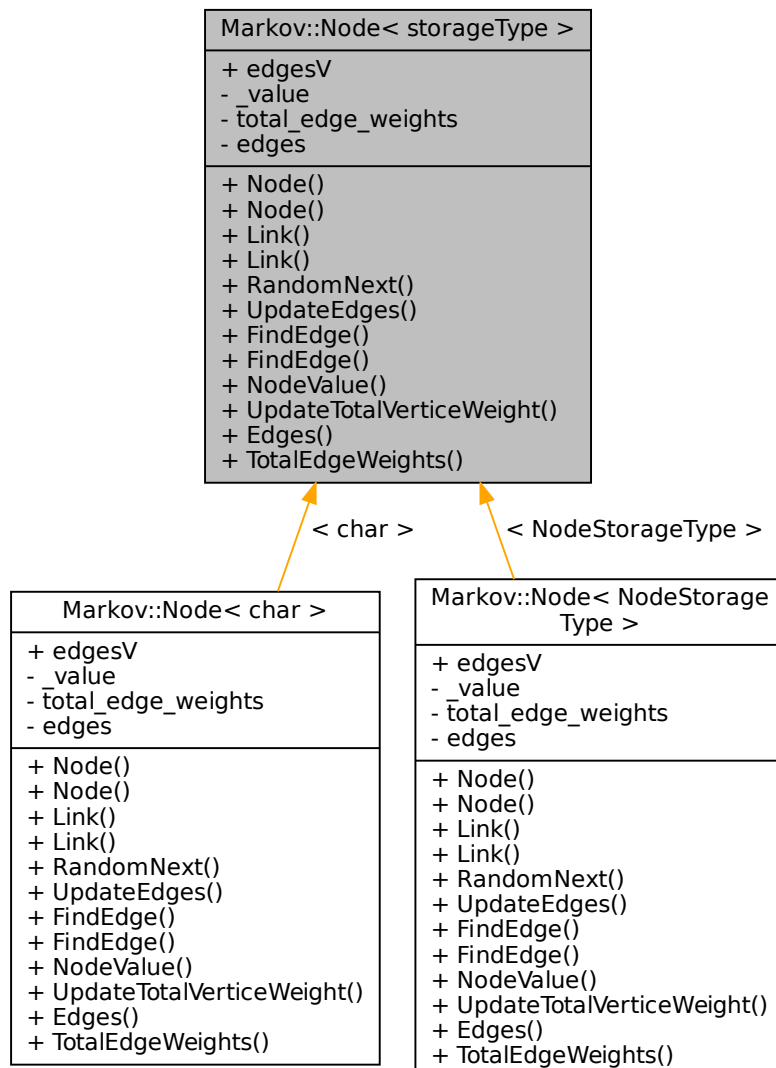 Markov::Node< storageType >
+ edgesV
- _value
- total_edge_weights
- edges
+ Node()
+ Node()
+ Link()
+ Link()
+ RandomNext()
+ UpdateEdges()
+ FindEdge()
+ FindEdge()
+ NodeValue()
+ UpdateTotalVerticeWeight()
+ Edges()
+ TotalEdgeWeights()
< char >
< NodeStorageType >
Markov::Node< char >
+ edgesV
- _value
- total_edge_weights
- edges
+ Node()
+ Node()
+ Link()
+ Link()
+ RandomNext()
+ UpdateEdges()
+ FindEdge()
+ FindEdge()
+ NodeValue()
+ UpdateTotalVerticeWeight()
+ Edges()
+ TotalEdgeWeights()
Markov::Node< NodeStorage
Type >
+ edgesV
- _value
- total_edge_weights
- edges
+ Node()
+ Node()
+ Link()
+ Link()
+ RandomNext()
+ UpdateEdges()
+ FindEdge()
+ FindEdge()
+ NodeValue()
+ UpdateTotalVerticeWeight()
+ Edges()
+ TotalEdgeWeights()